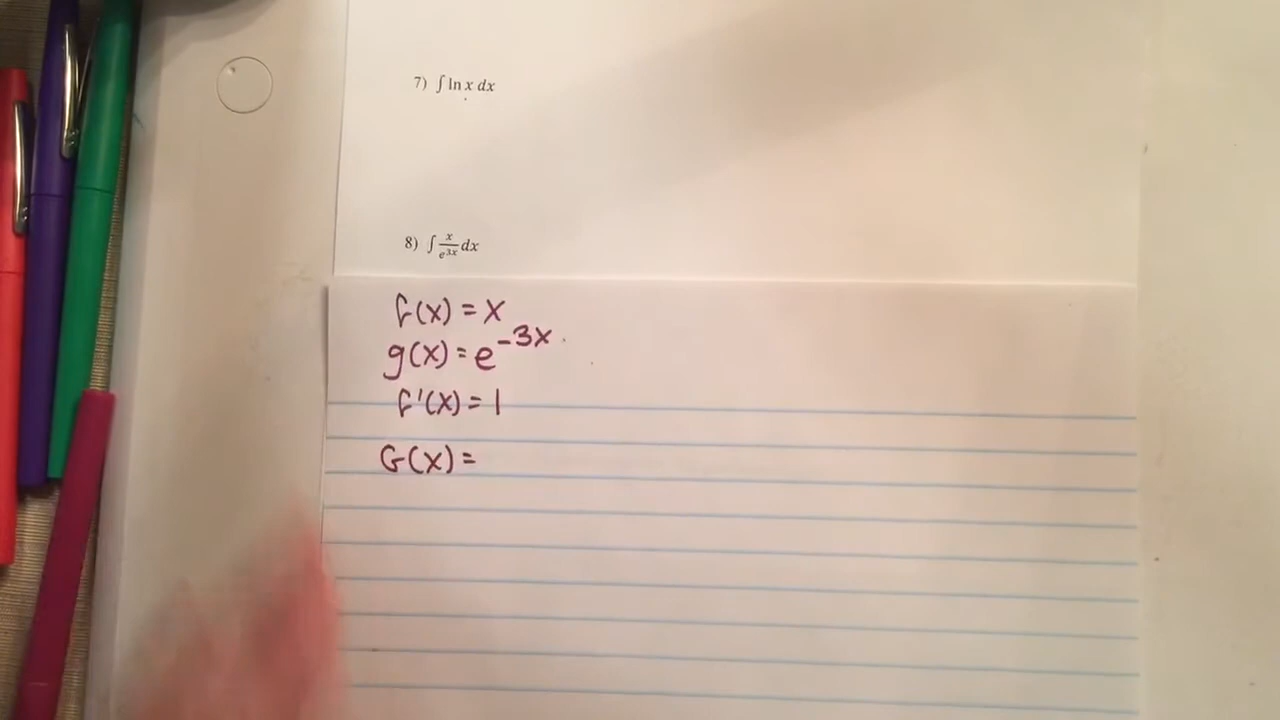 7) ∫ ln x dx
8) ∫ x/e^{3x} dx
f(x) = x
g(x) = e^{-3x}
f'(x) = 1
G(x) =